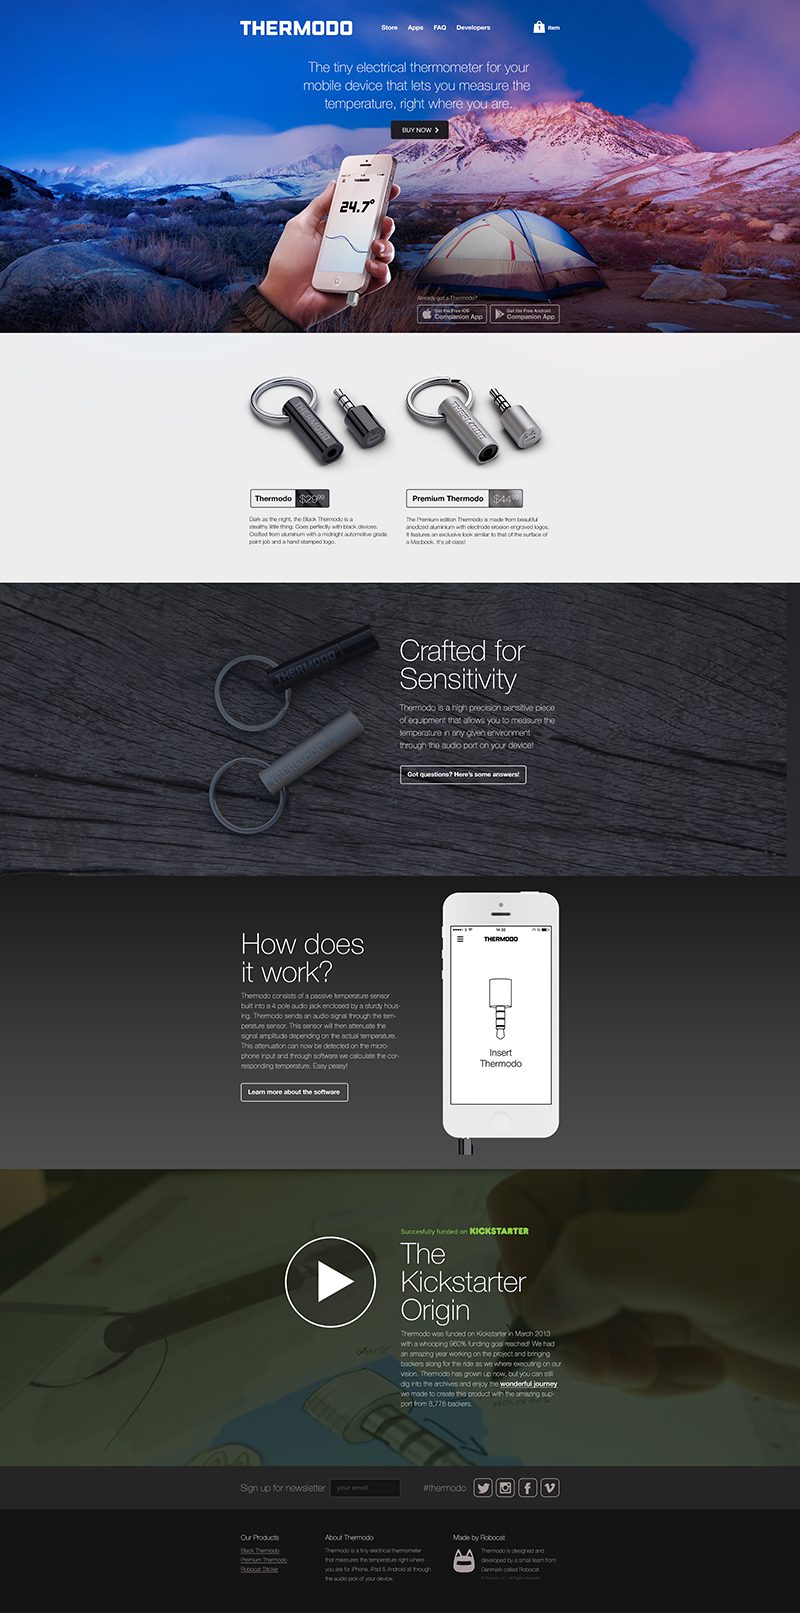 THERMODO
Store Apps FAQ Developers
1 item
The tiny electrical thermometer for your
mobile device that lets you measure the
temperature, right where you are.
BUY NOW
THERMODO
24.7°
Already got a Thermodo?
Get the Free iOS
Companion App
Get the Free Android
Companion App
THERMODO
THERMODO
Thermodo $29.99
Premium Thermodo $44.99
Dark as the night, the Black Thermodo is a
stealthy little thing. Goes perfectly with black devices.
Crafted from aluminum with a midnight automotive grade
paint job and a hand stamped logo.
The Premium edition Thermodo is made from beautiful
anodized aluminium with electrode erosion engraved logos.
It features an exclusive look similar to that of the surface of
a Macbook. It's all class!
THERMODO
THERMODO
Crafted for
Sensitivity
Thermodo is a high precision sensitive piece
of equipment that allows you to measure the
temperature in any given environment
through the audio port on your device!
Got questions? Here's some answers!
How does
it work?
Thermodo consists of a passive temperature sensor
built into a 4 pole audio jack enclosed by a sturdy hous-
ing. Thermodo sends an audio signal through the tem-
perature sensor. This sensor will then attenuate the
signal amplitude depending on the actual temperature.
This attenuation can now be detected on the micro-
phone input and through software we calculate the cor-
responding temperature. Easy peasy!
Learn more about the software
THERMODO
Insert
Thermodo
Succesfully funded on KICKSTARTER
The
Kickstarter
Origin
Thermodo was funded on Kickstarter in March 2013
with a whooping 960% funding goal reached! We had
an amazing year working on the project and bringing
backers along for the ride as we where executing on our
vision. Thermodo has grown up now, but you can still
dig into the archives and enjoy the wonderful journey
we made to create this product with the amazing sup-
port from 8,776 backers.
WHITE
Sign up for newsletter your email #thermodo
Our Products
Black Thermodo
Premium Thermodo
Robocat Sticker
About Thermodo
Thermodo is a tiny electrical thermometer
that measures the temperature right where
you are for iPhone, iPad & Android all through
the audio jack of your device.
Made by Robocat
Thermodo is designed and
developed by a small team from
Denmark called Robocat.